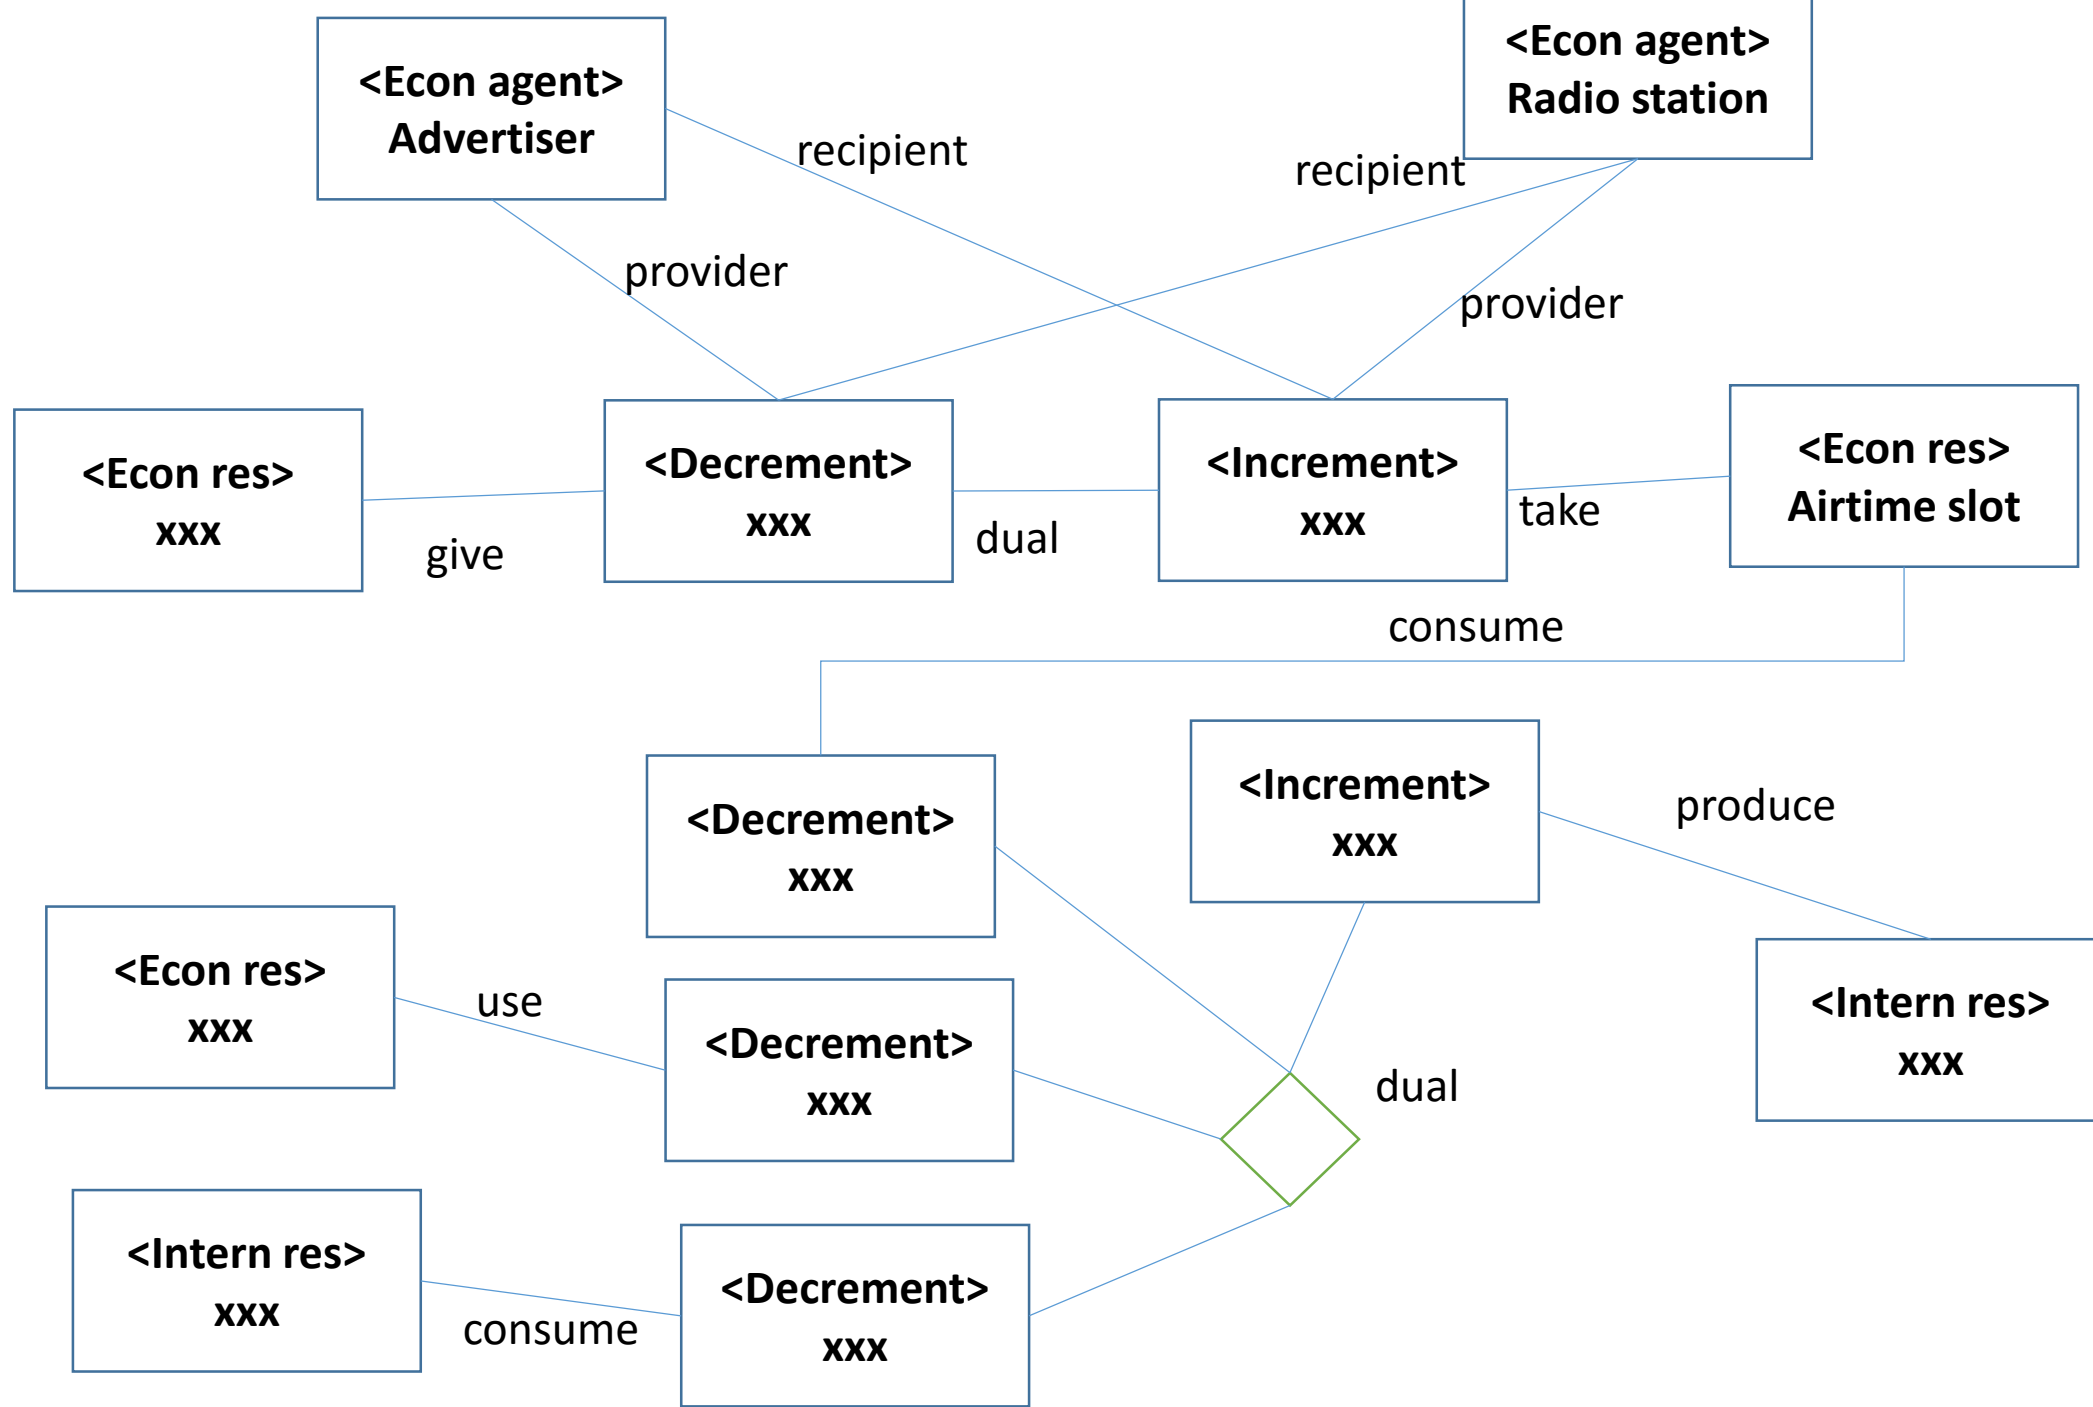 <Econ agent>
Advertiser
<Econ agent>
Radio station
recipient
recipient
provider
provider
<Econ res>
xxx
give
<Decrement>
xxx
dual
<Increment>
xxx
take
<Econ res>
Airtime slot
consume
<Decrement>
xxx
<Increment>
xxx
produce
<Econ res>
xxx
use
<Decrement>
xxx
dual
<Intern res>
xxx
<Intern res>
xxx
consume
<Decrement>
xxx